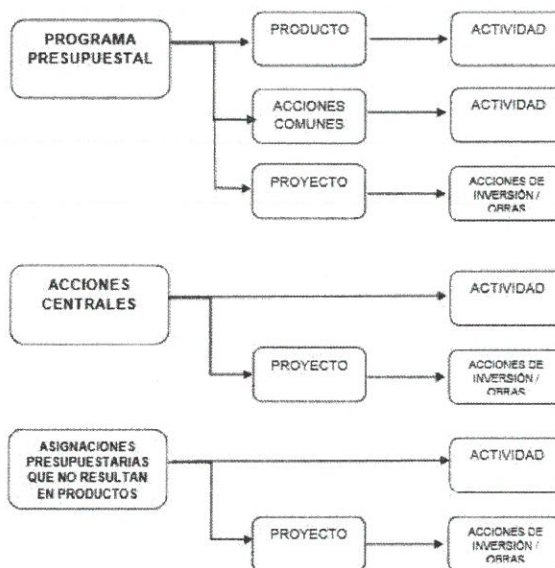 PROGRAMA
PRESUPUESTAL
PRODUCTO
ACTIVIDAD
ACCIONES
COMUNES
ACTIVIDAD
PROYECTO
ACCIONES DE
INVERSIÓN /
OBRAS
ACCIONES
CENTRALES
ACTIVIDAD
PROYECTO
ACCIONES DE
INVERSIÓN /
OBRAS
ASIGNACIONES
PRESUPUESTARIAS
QUE NO RESULTAN
EN PRODUCTOS
ACTIVIDAD
PROYECTO
ACCIONES DE
INVERSIÓN /
OBRAS